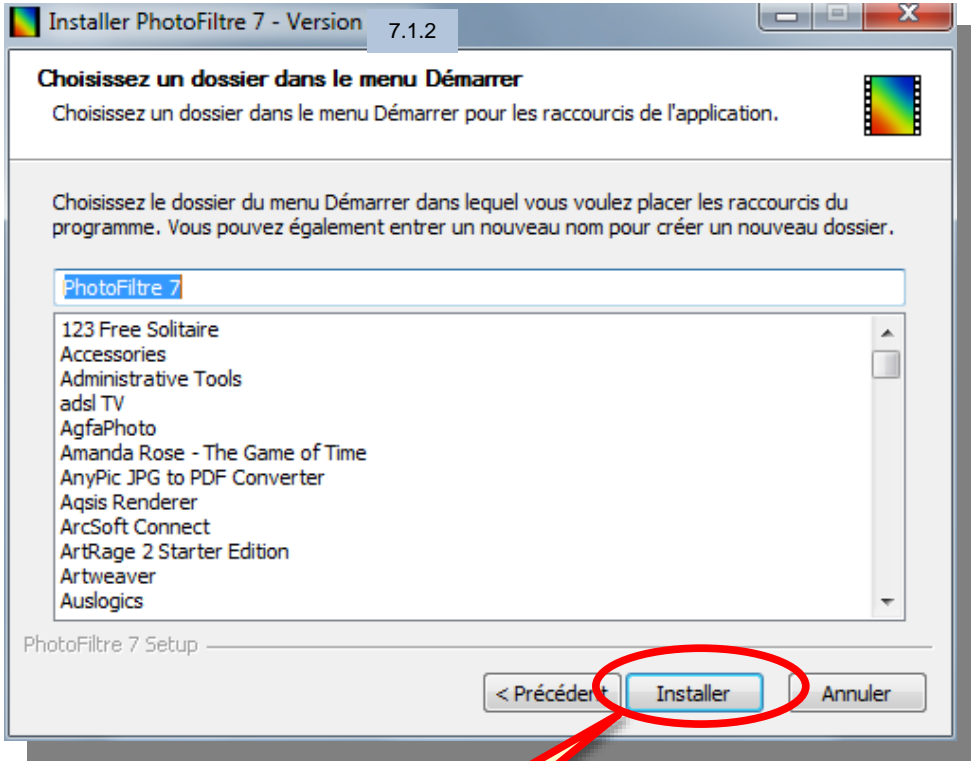 Installer PhotoFiltre 7 - Version 7.1.2
Choisissez un dossier dans le menu Démarrer
Choisissez un dossier dans le menu Démarrer pour les raccourcis de l'application.
Choisissez le dossier du menu Démarrer dans lequel vous voulez placer les raccourcis du
programme. Vous pouvez également entrer un nouveau nom pour créer un nouveau dossier.
PhotoFiltre 7
123 Free Solitaire
Accessories
Administrative Tools
adsl TV
AgfaPhoto
Amanda Rose - The Game of Time
AnyPic JPG to PDF Converter
Aqsis Renderer
ArcSoft Connect
ArtRage 2 Starter Edition
Artweaver
Auslogics
PhotoFiltre 7 Setup
< Précédent Installer Annuler